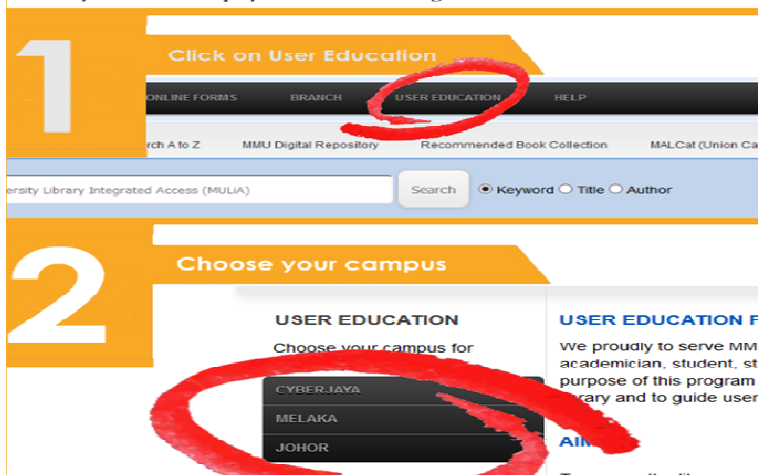 1
Click on User Education
ONLINE FORMS BRANCH USER EDUCATION HELP
rch A to Z MMU Digital Repository Recommended Book Collection MALCat (Union Ca
ersity Library Integrated Access (MULiA) Search Keyword Title Author
2
Choose your campus
USER EDUCATION
Choose your campus for
CYBERJAYA
MELAKA
JOHOR
USER EDUCATION F
We proudly to serve MM
academician, student, st
purpose of this program
rary and to guide user
AIM